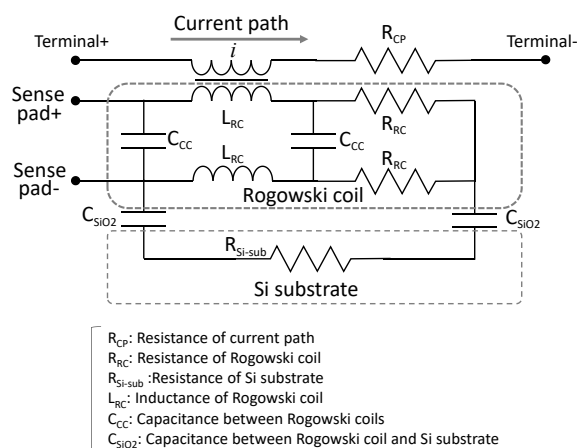 Current path
Terminal+
i
R_CP
Terminal-
Sense
pad+
L_RC
R_RC
C_CC
L_RC
C_CC
R_RC
Sense
pad-
Rogowski coil
C_SiO2
C_SiO2
R_Si-sub
Si substrate
R_CP: Resistance of current path
R_RC: Resistance of Rogowski coil
R_Si-sub :Resistance of Si substrate
L_RC: Inductance of Rogowski coil
C_CC: Capacitance between Rogowski coils
C_SiO2: Capacitance between Rogowski coil and Si substrate